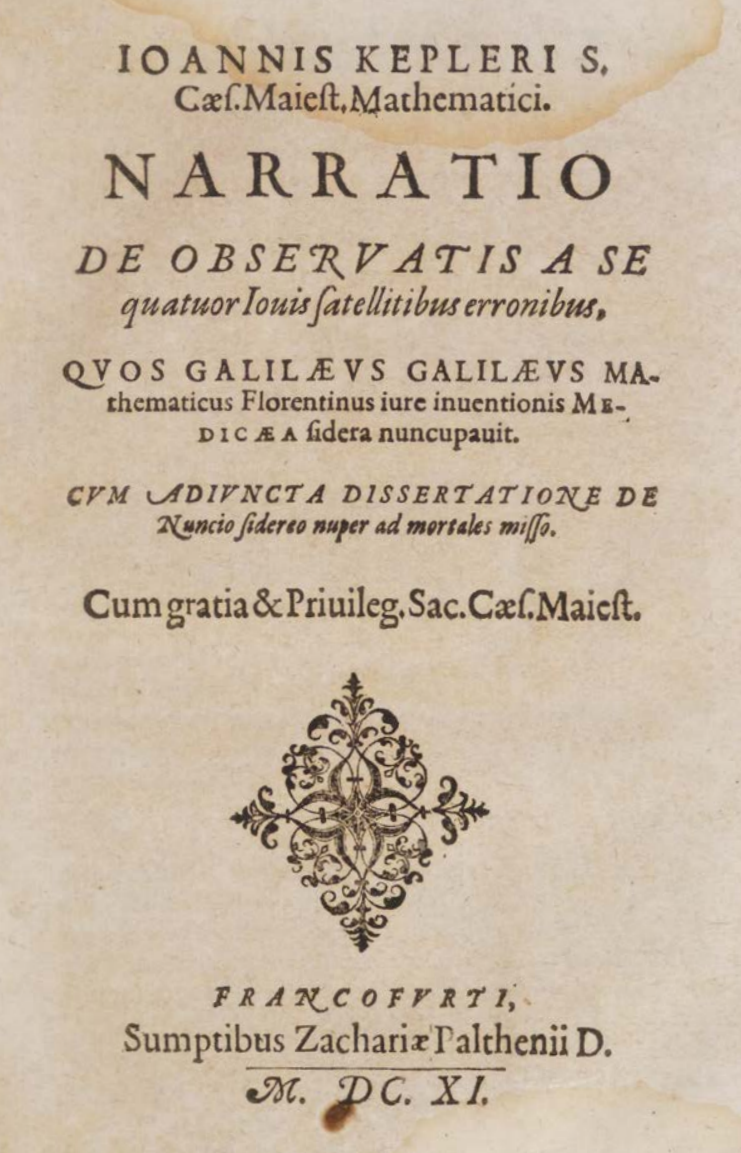 IOANNIS KEPLERI S.
Cæſ. Maieſt. Mathematici.
NARRATIO
DE OBSERVATIS A SE
quatuor Iouis ſatellitibus erronibus,
QVOS GALILÆVS GALILÆVS MA-
thematicus Florentinus iure inuentionis ME-
DICÆA ſidera nuncupauit.
CVM ADIVNCTA DISSERTATIONE DE
Nuncio ſidereo nuper ad mortales miſſo.
Cum gratia & Priuileg. Sac. Cæſ. Maieſt.
FRANCOFVRTI,
Sumptibus Zachariæ Palthenii D.
M. DC. XI.